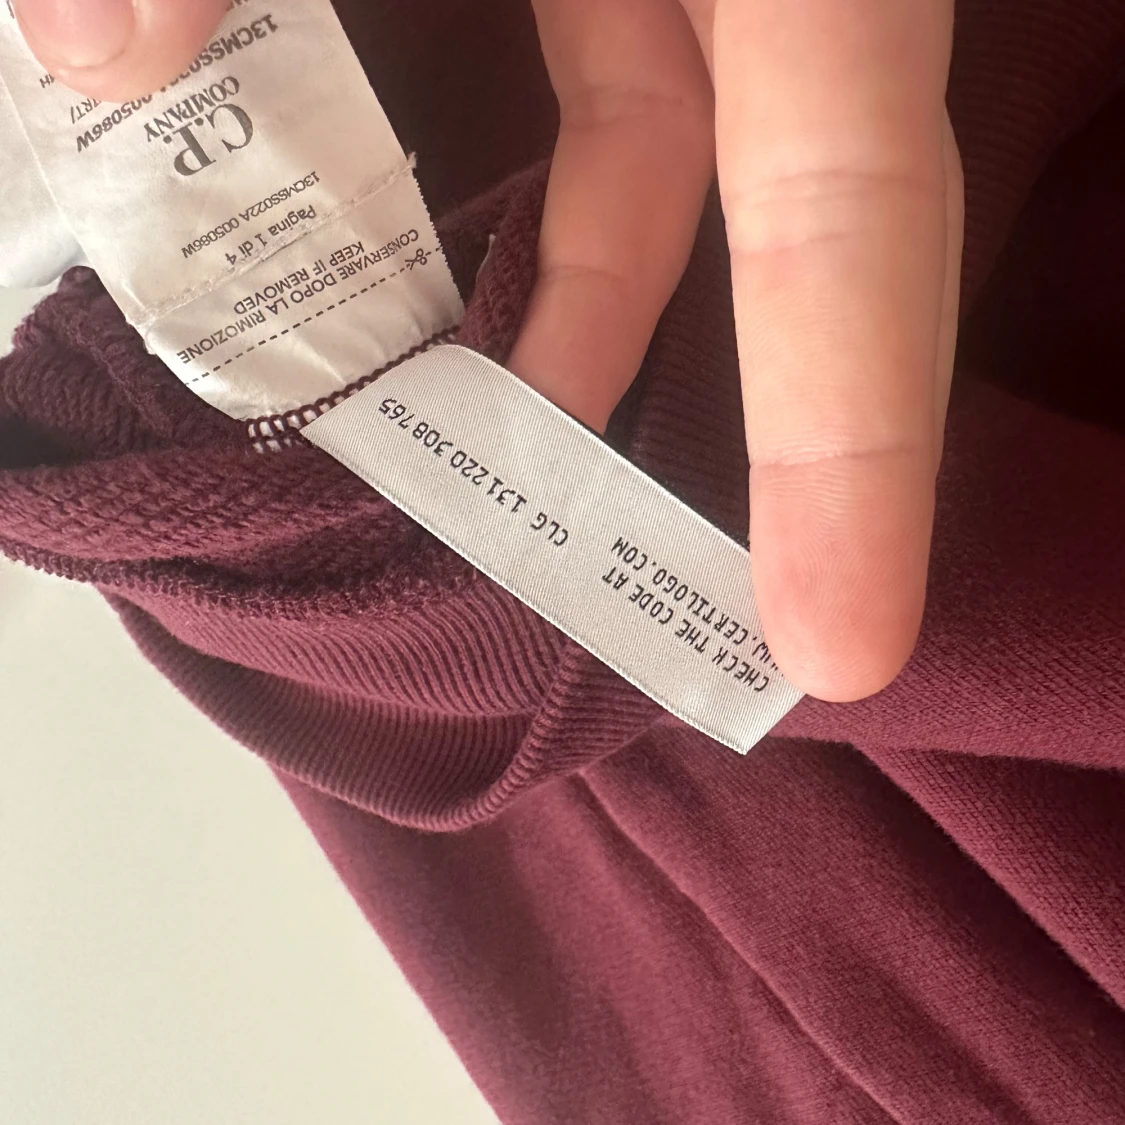 CONSERVARE DOPO LA RIMOZIONE
KEEP IF REMOVED
Pagina 1 di 4
13CMSS022A 005086W
C.P.
COMPANY
005086W
CHECK THE CODE AT
.CERTILOGO.COM
CLG 131 220 308 765